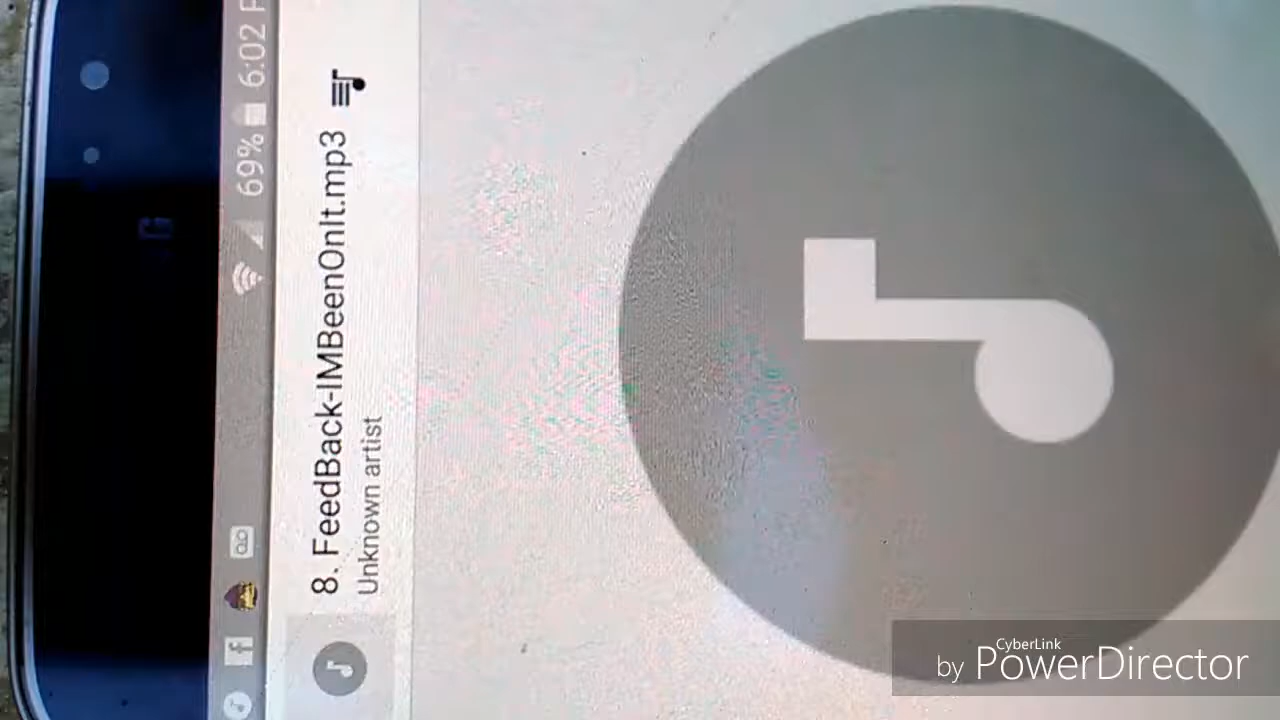 69% 6:02 P
8. FeedBack-IMBeenOnIt.mp3
Unknown artist
CyberLink
by PowerDirector